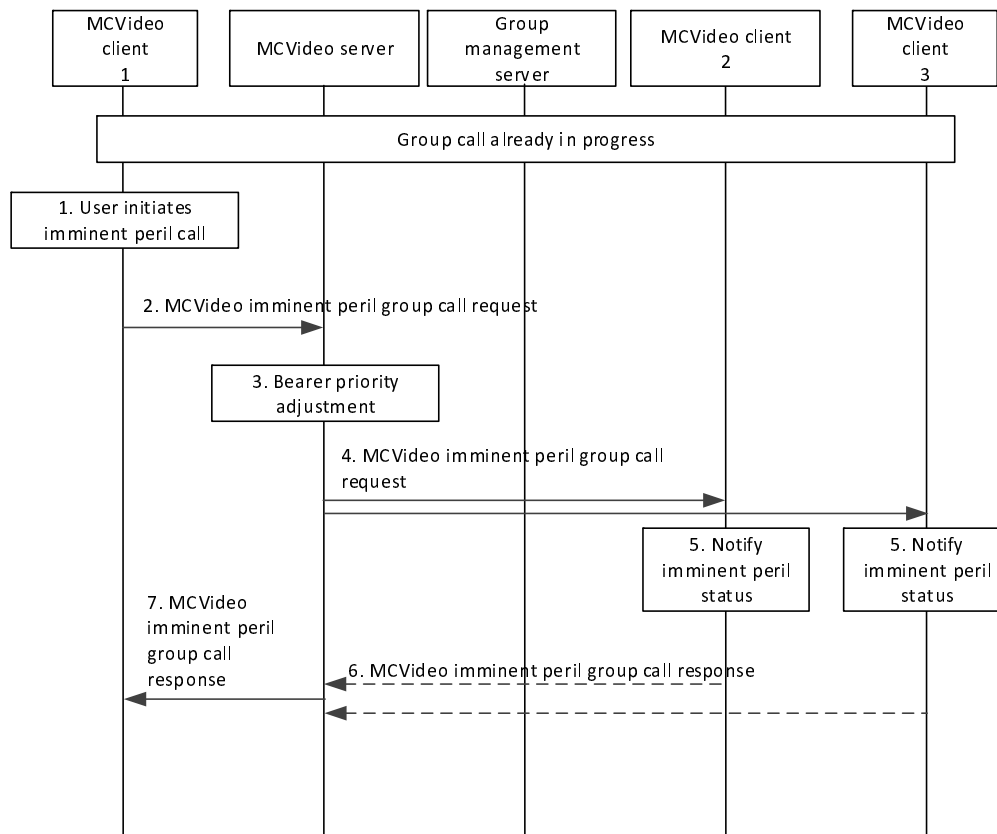 MCVideo
client
1
MCVideo server
Group
management
server
MCVideo client
2
MCVideo
client
3
Group call already in progress
1. User initiates
imminent peril call
2. MCVideo imminent peril group call request
3. Bearer priority
adjustment
4. MCVideo imminent peril group call
request
5. Notify
imminent peril
status
5. Notify
imminent peril
status
7. MCVideo
imminent peril
group call
response
6. MCVideo imminent peril group call response